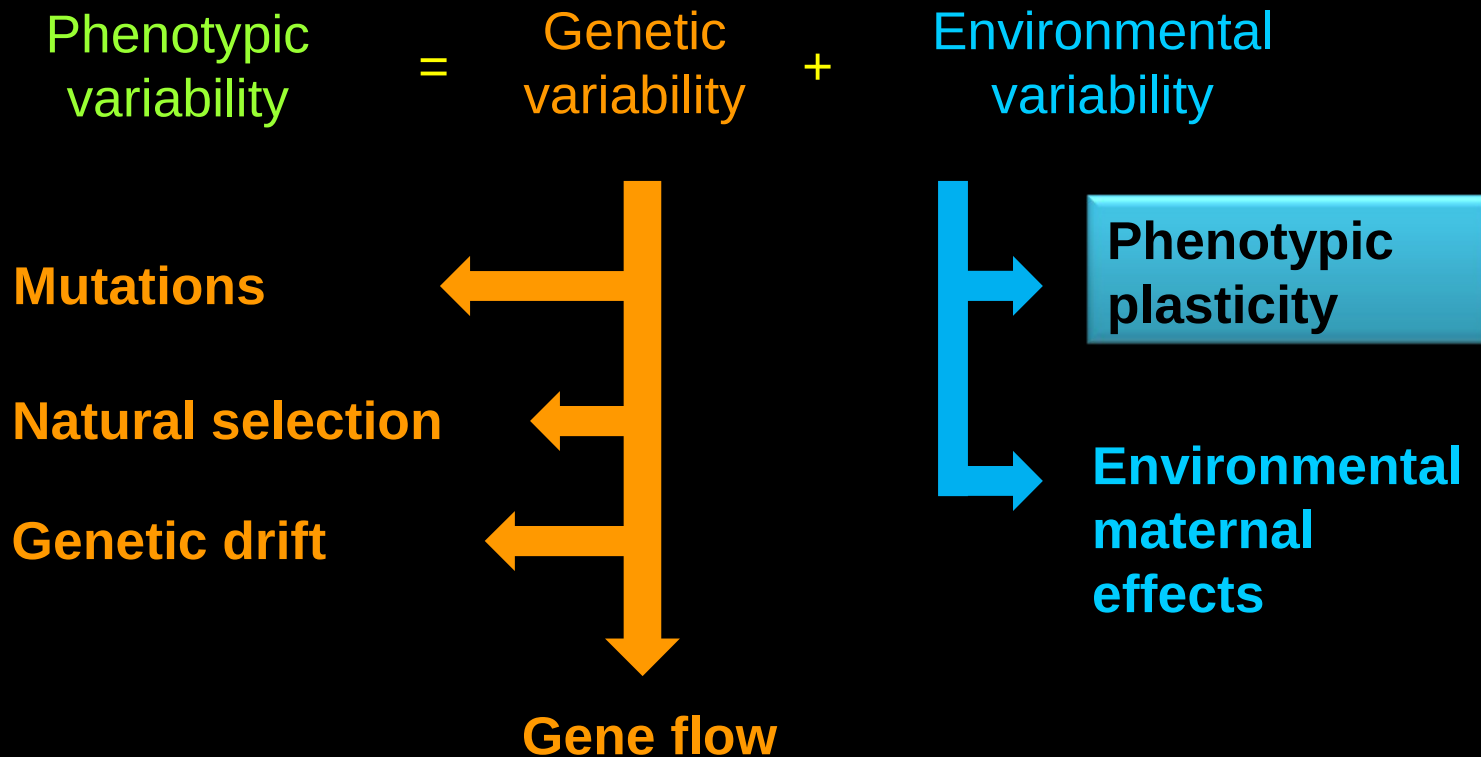 Phenotypic
variability
=
Genetic
variability
+
Environmental
variability
Mutations
Natural selection
Genetic drift
Gene flow
Phenotypic
plasticity
Environmental
maternal
effects